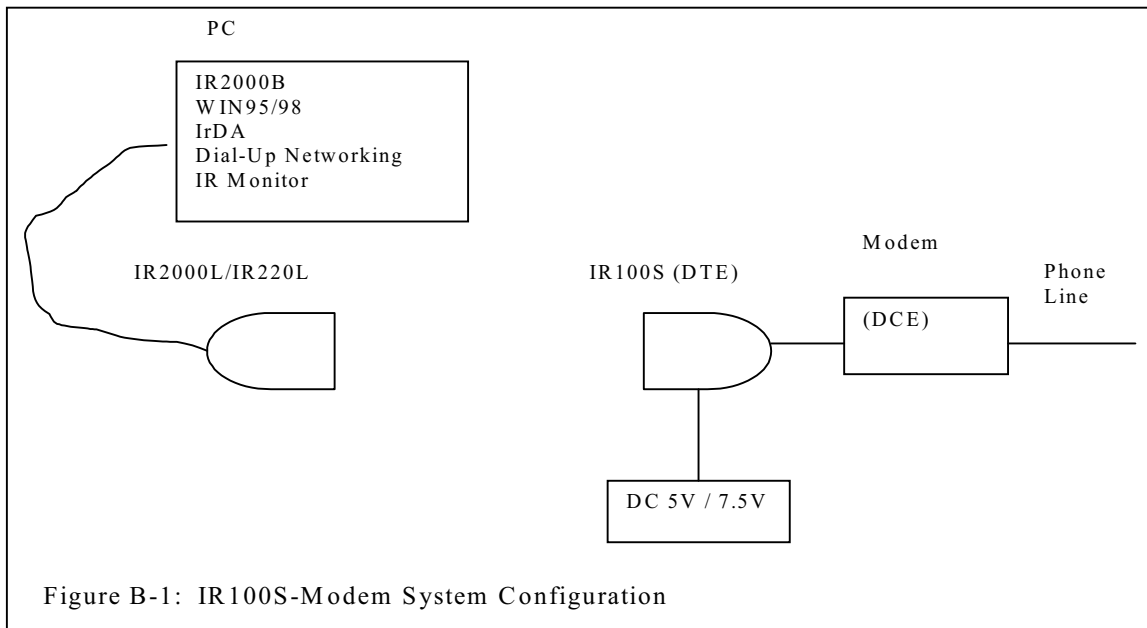 PC
IR2000B
WIN95/98
IrDA
Dial-Up Networking
IR Monitor
IR2000L/IR220L
IR100S (DTE)
Modem
(DCE)
Phone
Line
DC 5V / 7.5V
Figure B-1: IR100S-Modem System Configuration